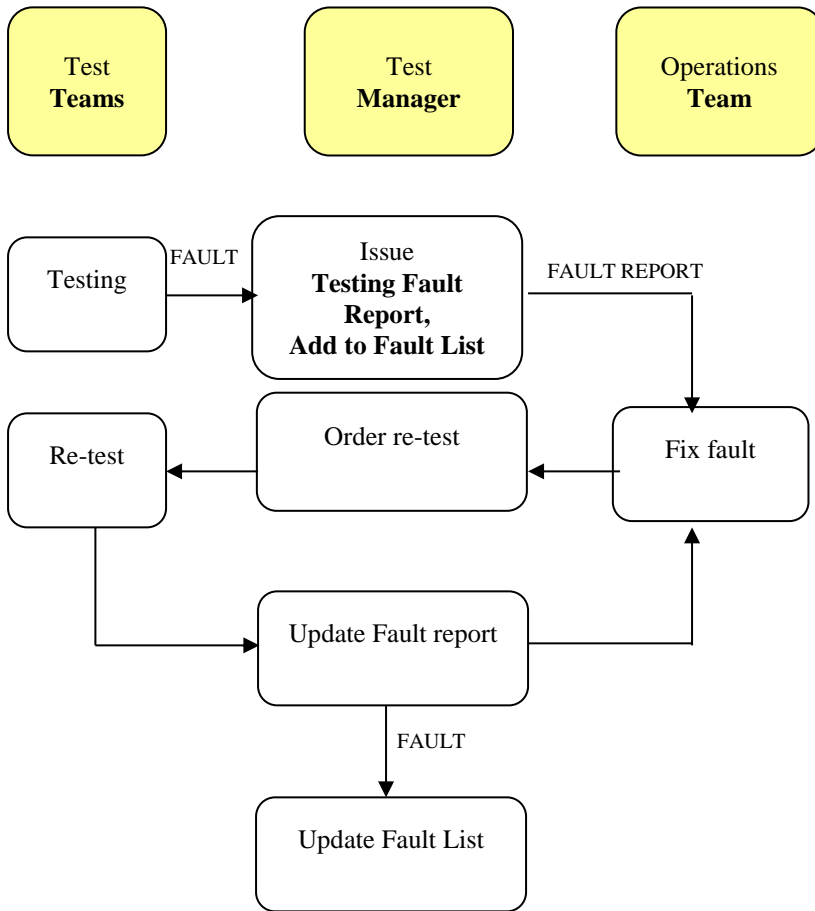 Test
Teams
Test
Manager
Operations
Team
Testing
FAULT
Issue
Testing Fault
Report,
Add to Fault List
FAULT REPORT
Re-test
Order re-test
Fix fault
Update Fault report
FAULT
Update Fault List